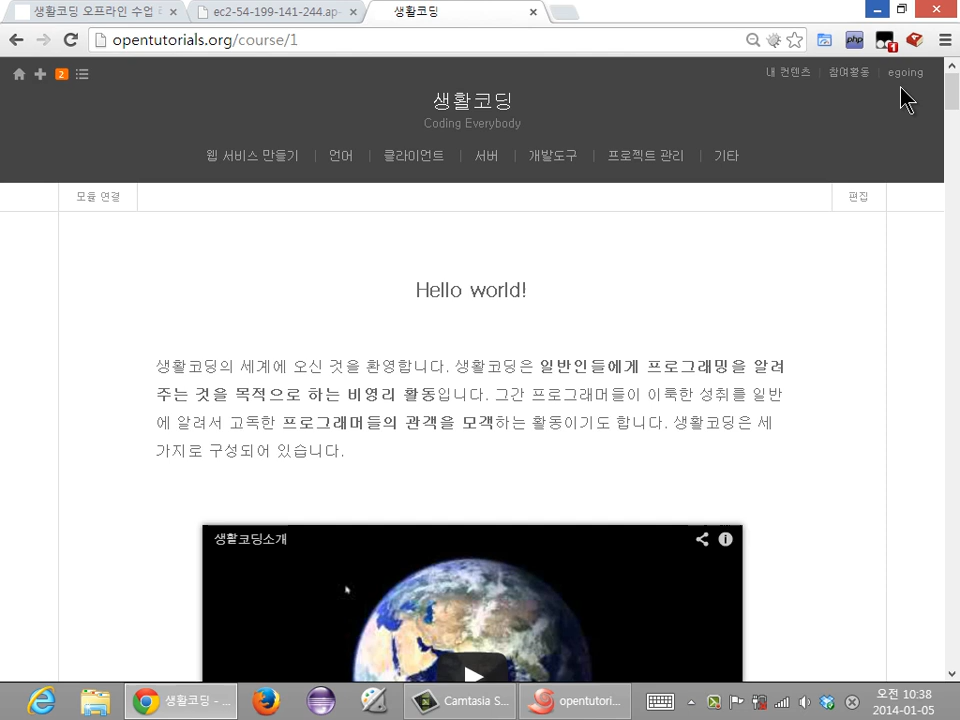 생활코딩 오프라인 수업
ec2-54-199-141-244.ap-
생활코딩
opentutorials.org/course/1
php
1
2
내 컨텐츠 | 참여활동 | egoing
생활코딩
Coding Everybody
웹 서비스 만들기 | 언어 | 클라이언트 | 서버 | 개발도구 | 프로젝트 관리 | 기타
모듈 연결
편집
Hello world!
생활코딩의 세계에 오신 것을 환영합니다. 생활코딩은 일반인들에게 프로그래밍을 알려
주는 것을 목적으로 하는 비영리 활동입니다. 그간 프로그래머들이 이룩한 성취를 일반
에 알려서 고독한 프로그래머들의 관객을 모객하는 활동이기도 합니다. 생활코딩은 세
가지로 구성되어 있습니다.
생활코딩소개
생활코딩 - ...
Camtasia S...
opentutori...
오전 10:38
2014-01-05